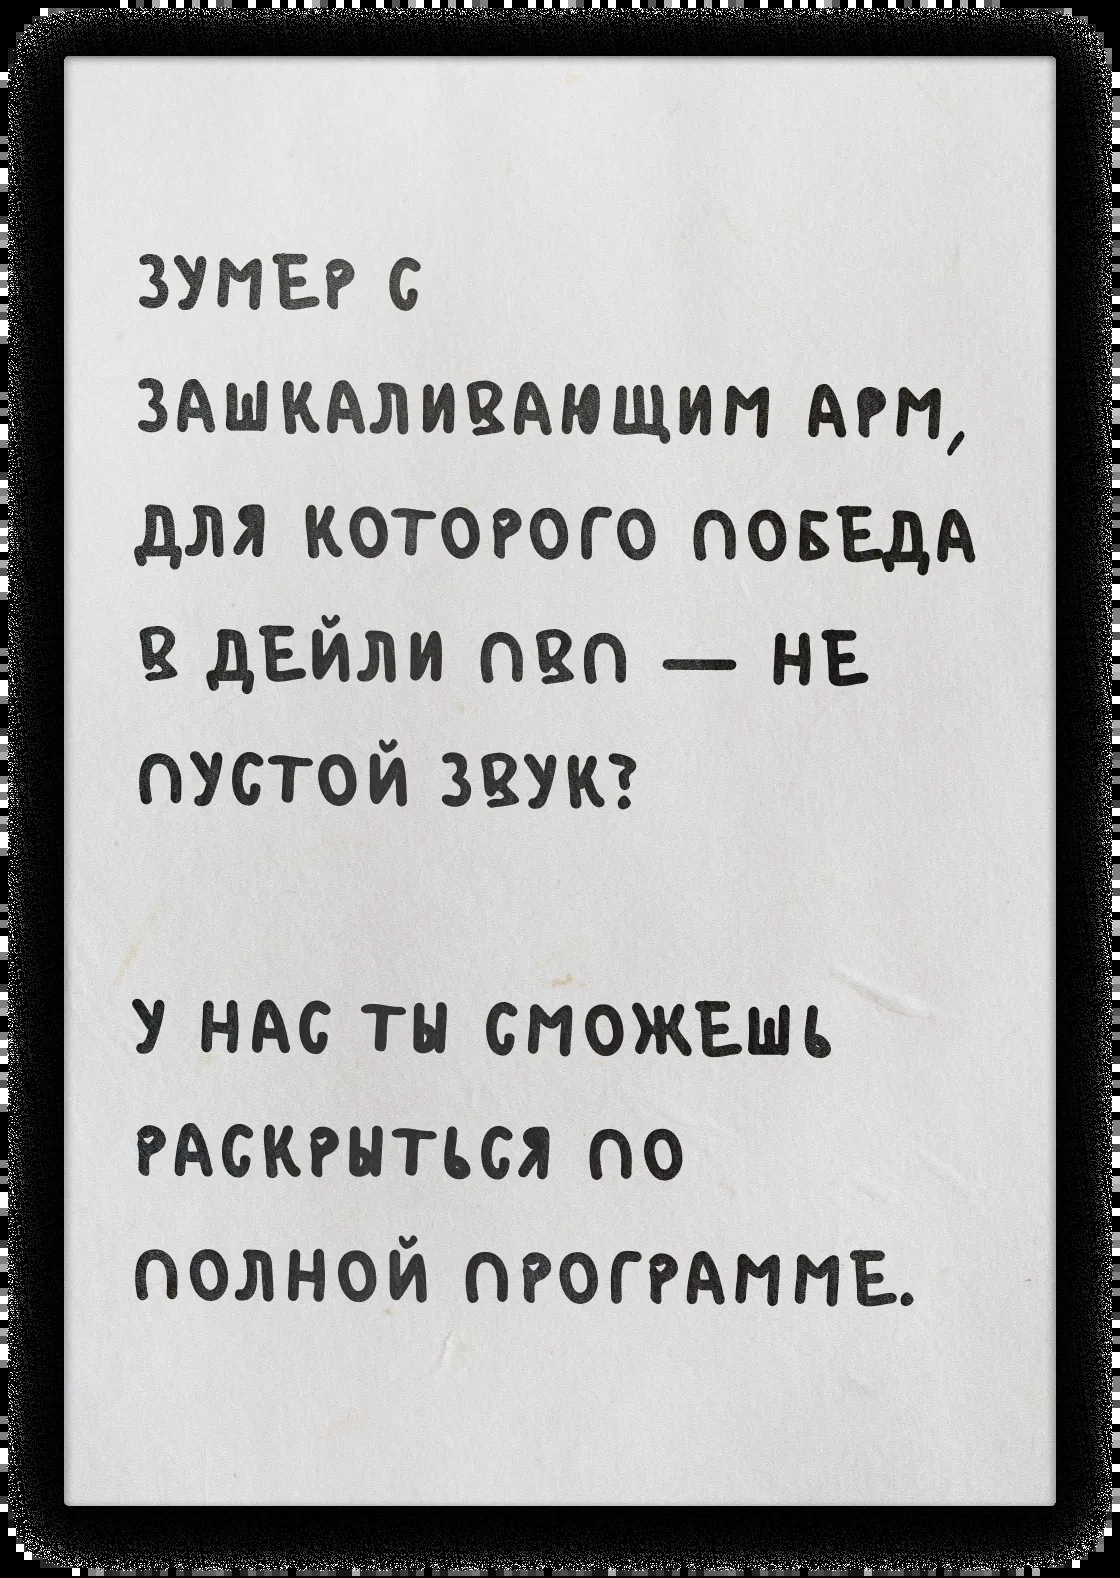 ЗУМЕР С
ЗАШКАЛИВАЮЩИМ АРМ,
ДЛЯ КОТОРОГО ПОБЕДА
В ДЕЙЛИ ПВП — НЕ
ПУСТОЙ ЗВУК?
У НАС ТЫ СМОЖЕШЬ
РАСКРЫТЬСЯ ПО
ПОЛНОЙ ПРОГРАММЕ.